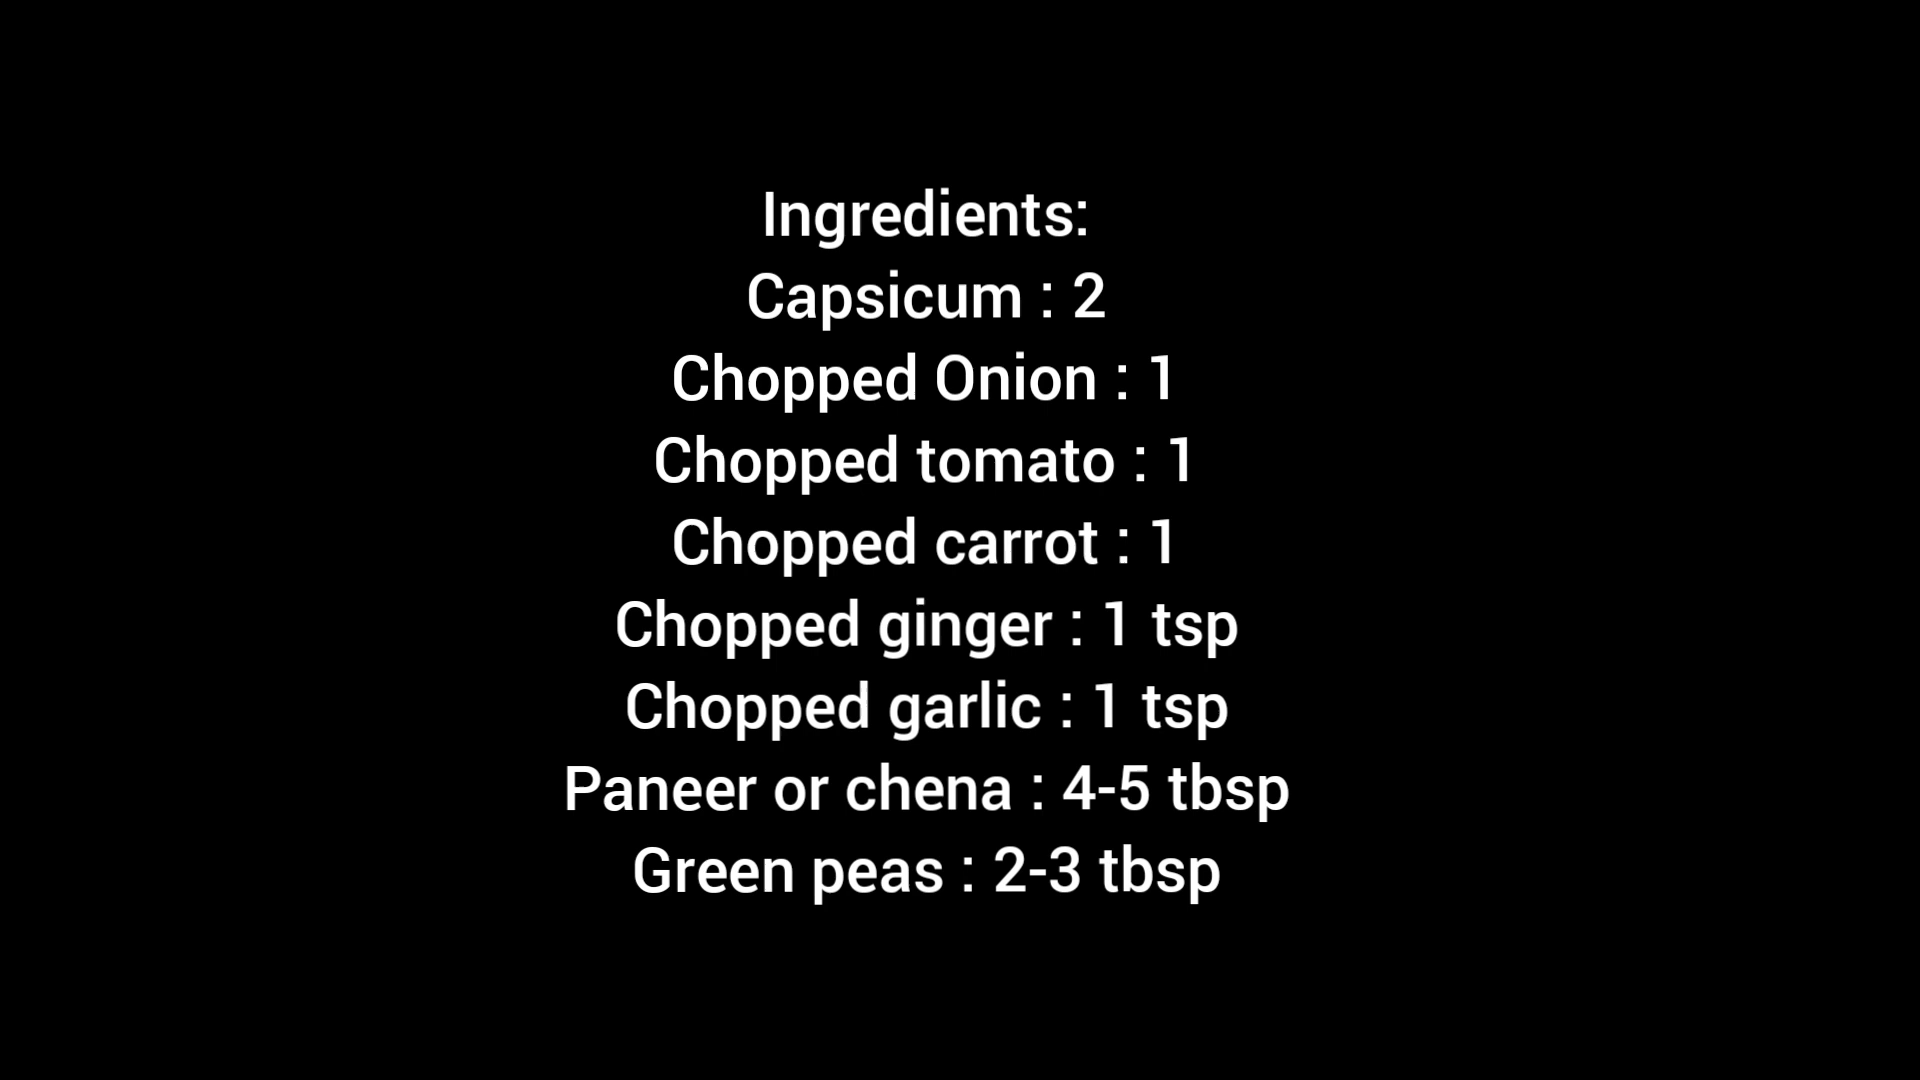 Ingredients:
Capsicum : 2
Chopped Onion : 1
Chopped tomato : 1
Chopped carrot : 1
Chopped ginger : 1 tsp
Chopped garlic : 1 tsp
Paneer or chena : 4-5 tbsp
Green peas : 2-3 tbsp